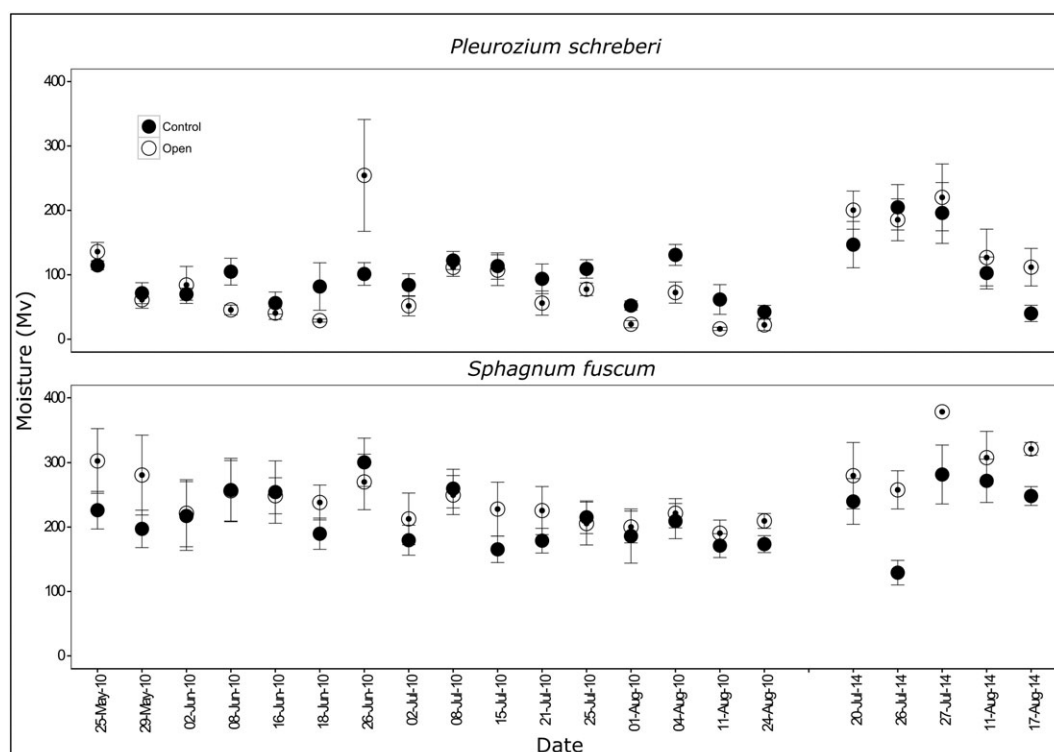 Pleurozium schreberi
400
300
200
100
0
Control
Open
Moisture (Mv)
Sphagnum fuscum
400
300
200
100
0
25-May-10
29-May-10
02-Jun-10
08-Jun-10
16-Jun-10
18-Jun-10
26-Jun-10
02-Jul-10
08-Jul-10
15-Jul-10
21-Jul-10
25-Jul-10
01-Aug-10
04-Aug-10
11-Aug-10
24-Aug-10
20-Jul-14
26-Jul-14
27-Jul-14
11-Aug-14
17-Aug-14
Date